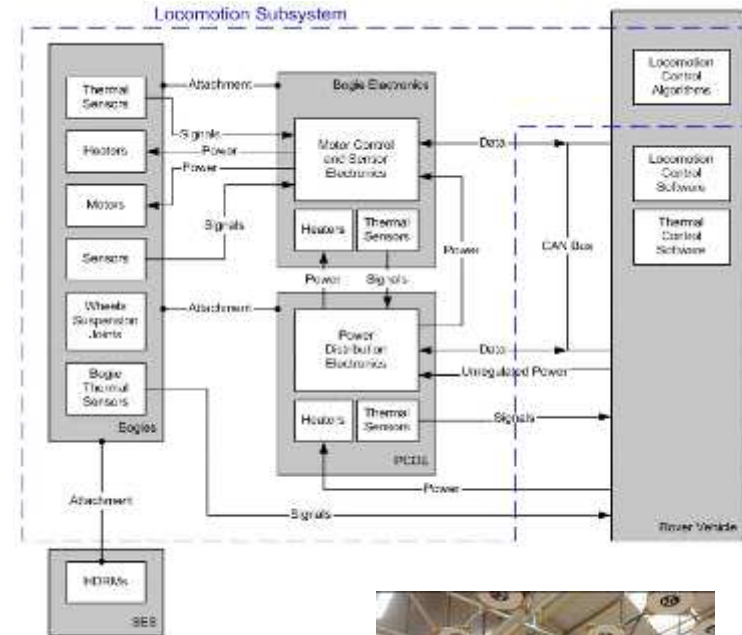 Locomotion Subsystem
Thermal
Sensors
Heaters
Motors
Sensors
Wheels
Suspension
Joints
Bogie
Thermal
Sensors
Bogies
Attachment
Signals
Power
Power
Signals
Attachment
Bogie Electronics
Motor Control
and Sensor
Electronics
Heaters
Thermal
Sensors
Power
Signals
Power
Power
Distribution
Electronics
Heaters
Thermal
Sensors
Data
CAN Bus
Data
Unregulated Power
Signals
Power
Signals
Locomotion
Control
Algorithms
Locomotion
Control
Software
Thermal
Control
Software
Rover Vehicle
Attachment
HDRMs